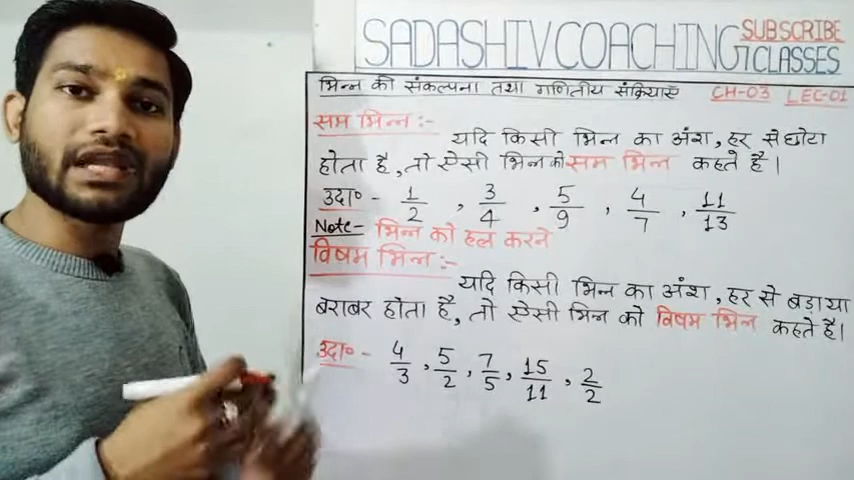 SADASHIV COACHING CLASSES
SUBSCRIBE
भिन्न की संकल्पना तथा गणितीय संक्रियाएँ CH-03 LEC-01
सम भिन्न :-
यदि किसी भिन्न का अंश, हर से छोटा
होता है, तो ऐसी भिन्न को सम भिन्न कहते है।
उदा० - 1/2, 3/4, 5/9, 4/7, 11/13
Note- भिन्न को हल करने
विषम भिन्न :-
यदि किसी भिन्न का अंश, हर से बड़ा या
बराबर होता है, तो ऐसी भिन्न को विषम भिन्न कहते है।
उदा० - 4/3, 5/2, 7/5, 15/11, 2/2